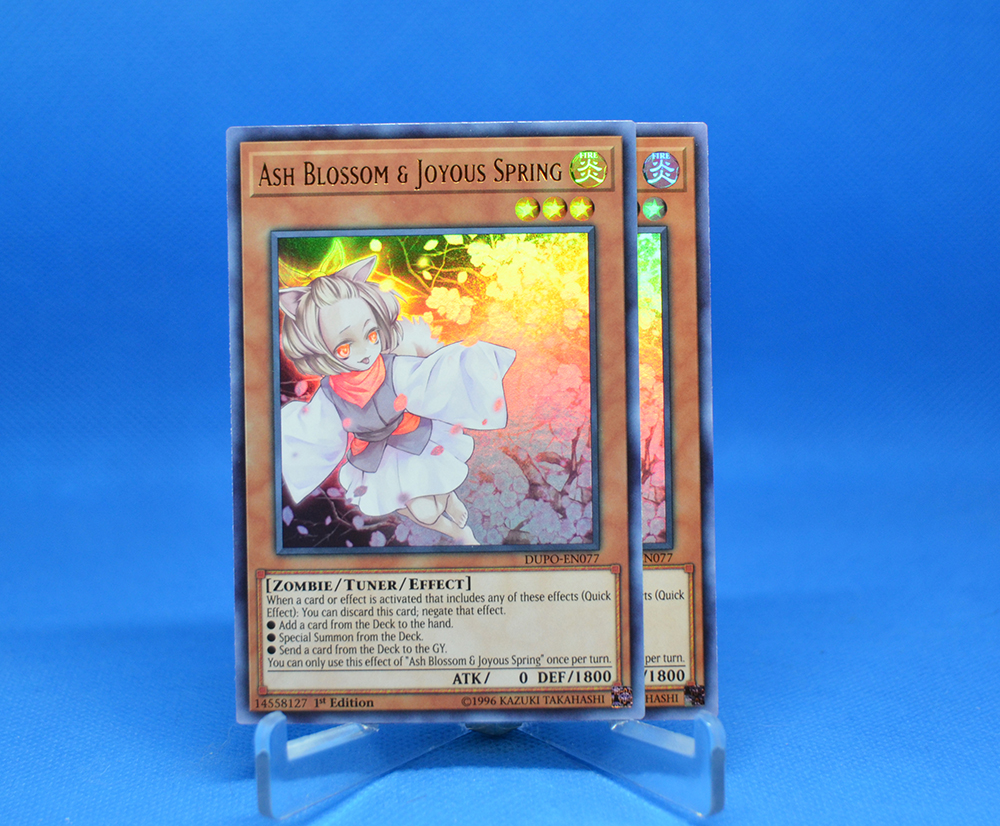 ASH BLOSSOM & JOYOUS SPRING
FIRE
炎
FIRE
炎
DUPO-EN077
N077
[ZOMBIE/TUNER/EFFECT]
When a card or effect is activated that includes any of these effects (Quick
Effect): You can discard this card; negate that effect.
● Add a card from the Deck to the hand.
● Special Summon from the Deck.
● Send a card from the Deck to the GY.
You can only use this effect of "Ash Blossom & Joyous Spring" once per turn.
ATK/ 0 DEF/1800
14558127 1st Edition ©1996 KAZUKI TAKAHASHI
ts (Quick
per turn.
/1800
HASHI